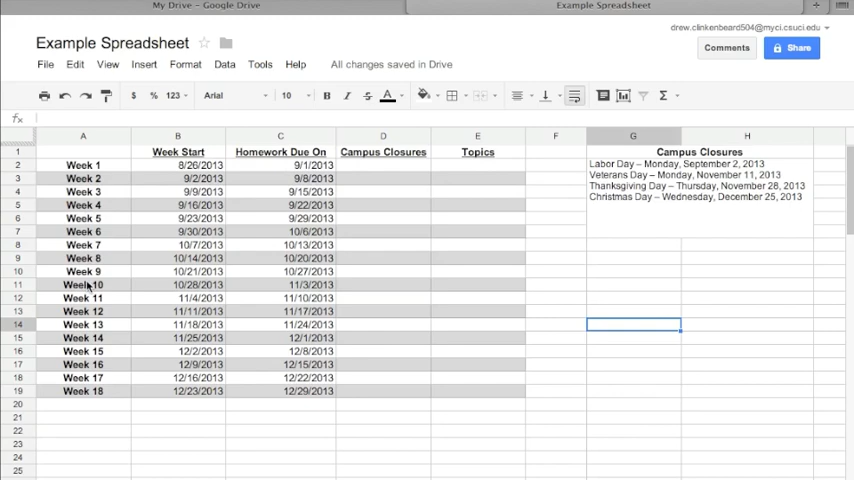 My Drive – Google Drive Example Spreadsheet +
drew.clinkenbeard504@myci.csuci.edu
Example Spreadsheet Comments Share
File Edit View Insert Format Data Tools Help All changes saved in Drive
$ % 123 Arial 10 B I S A Σ
fx
A B C D E F G H
1 Week Start Homework Due On Campus Closures Topics Campus Closures
2 Week 1 8/26/2013 9/1/2013 Labor Day – Monday, September 2, 2013
3 Week 2 9/2/2013 9/8/2013 Veterans Day – Monday, November 11, 2013
4 Week 3 9/9/2013 9/15/2013 Thanksgiving Day – Thursday, November 28, 2013
5 Week 4 9/16/2013 9/22/2013 Christmas Day – Wednesday, December 25, 2013
6 Week 5 9/23/2013 9/29/2013
7 Week 6 9/30/2013 10/6/2013
8 Week 7 10/7/2013 10/13/2013
9 Week 8 10/14/2013 10/20/2013
10 Week 9 10/21/2013 10/27/2013
11 Week 10 10/28/2013 11/3/2013
12 Week 11 11/4/2013 11/10/2013
13 Week 12 11/11/2013 11/17/2013
14 Week 13 11/18/2013 11/24/2013
15 Week 14 11/25/2013 12/1/2013
16 Week 15 12/2/2013 12/8/2013
17 Week 16 12/9/2013 12/15/2013
18 Week 17 12/16/2013 12/22/2013
19 Week 18 12/23/2013 12/29/2013
20
21
22
23
24
25